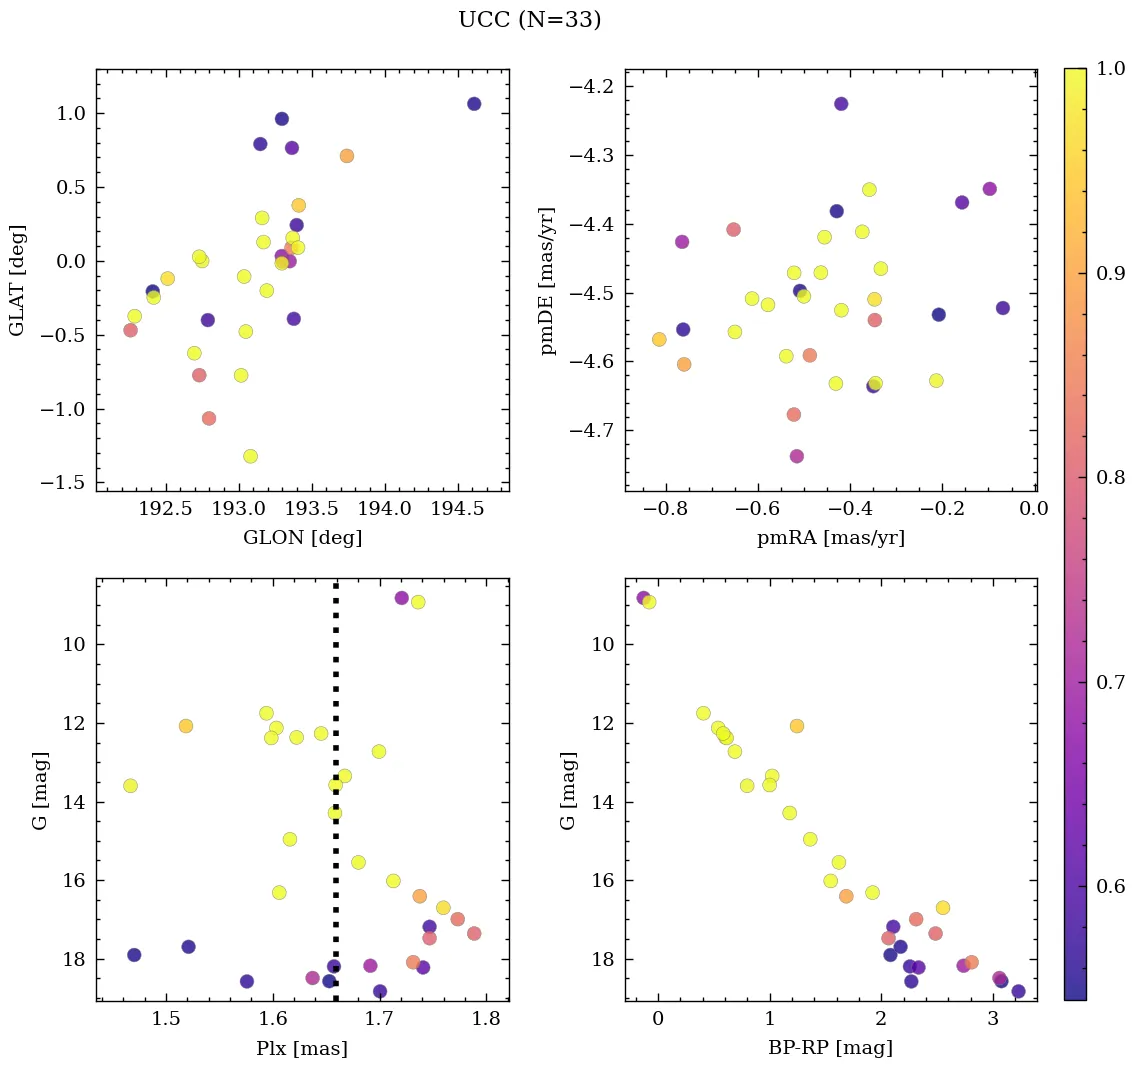 UCC (N=33)
1.0
0.5
0.0
−0.5
−1.0
−1.5
GLAT [deg]
192.5 193.0 193.5 194.0 194.5
GLON [deg]
−4.2
−4.3
−4.4
−4.5
−4.6
−4.7
pmDE [mas/yr]
−0.8 −0.6 −0.4 −0.2 0.0
pmRA [mas/yr]
10
12
14
16
18
G [mag]
1.5 1.6 1.7 1.8
Plx [mas]
10
12
14
16
18
G [mag]
0 1 2 3
BP-RP [mag]
1.0
0.9
0.8
0.7
0.6